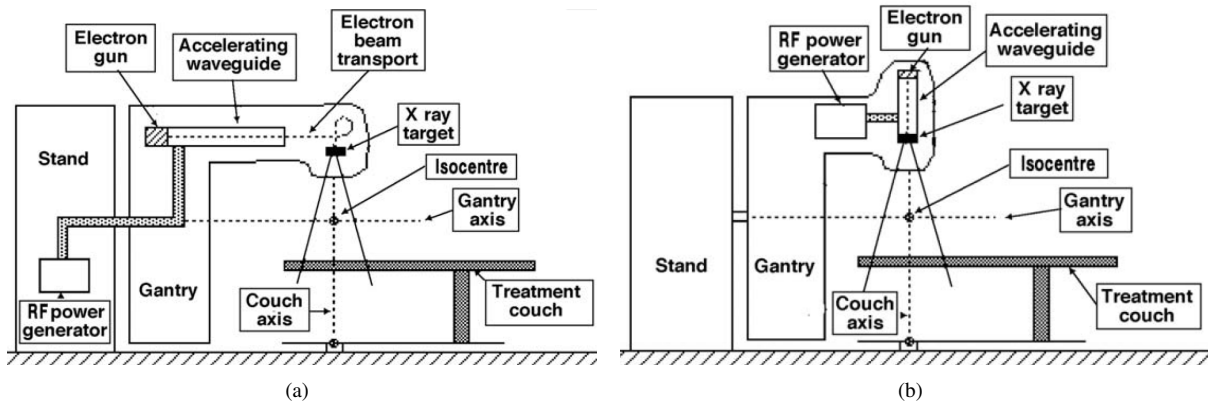 Electron
gun
Accelerating
waveguide
Electron
beam
transport
X ray
target
Isocentre
Gantry
axis
Stand
Gantry
RF power
generator
Couch
axis
Treatment
couch
(a)
RF power
generator
Electron
gun
Accelerating
waveguide
X ray
target
Isocentre
Gantry
axis
Stand
Gantry
Couch
axis
Treatment
couch
(b)